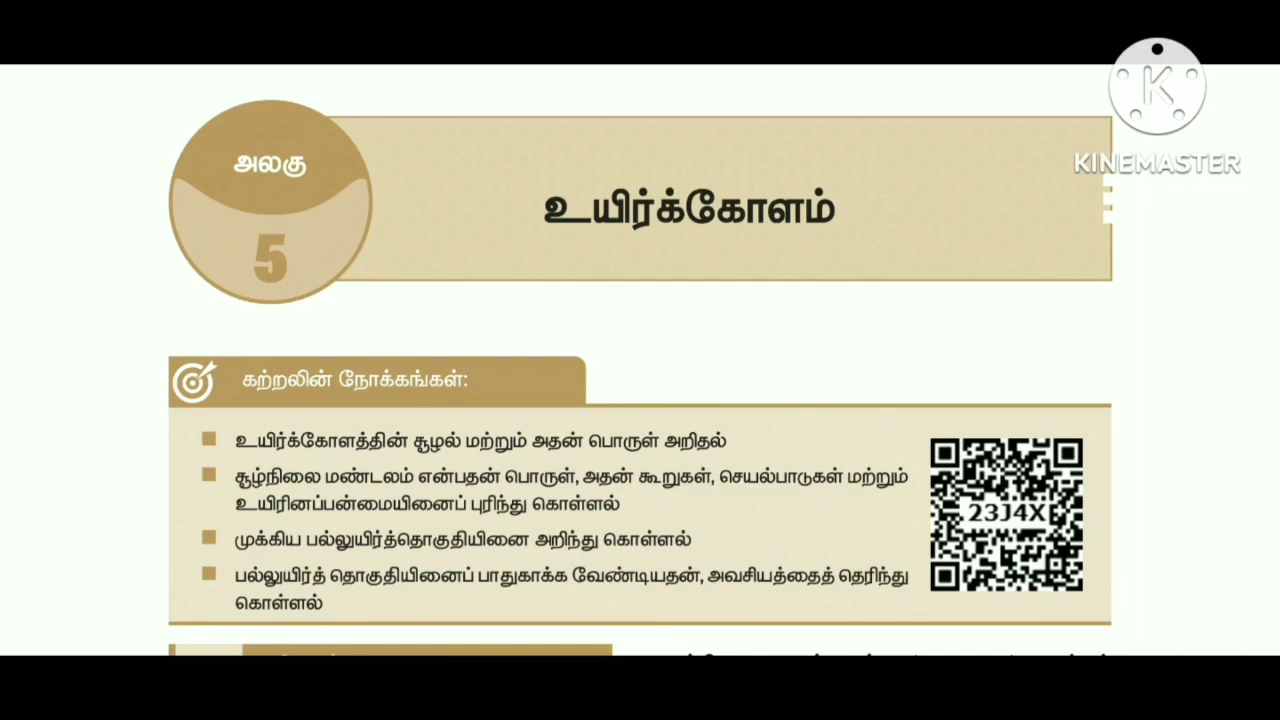 KINEMASTER
அலகு
5
உயிர்க்கோளம்
கற்றலின் நோக்கங்கள்:
உயிர்க்கோளத்தின் சூழல் மற்றும் அதன் பொருள் அறிதல்
சூழ்நிலை மண்டலம் என்பதன் பொருள், அதன் கூறுகள், செயல்பாடுகள் மற்றும்
உயிரினப்பன்மையினைப் புரிந்து கொள்ளல்
முக்கிய பல்லுயிர்த்தொகுதியினை அறிந்து கொள்ளல்
பல்லுயிர்த் தொகுதியினைப் பாதுகாக்க வேண்டியதன், அவசியத்தைத் தெரிந்து
கொள்ளல்
23J4XE